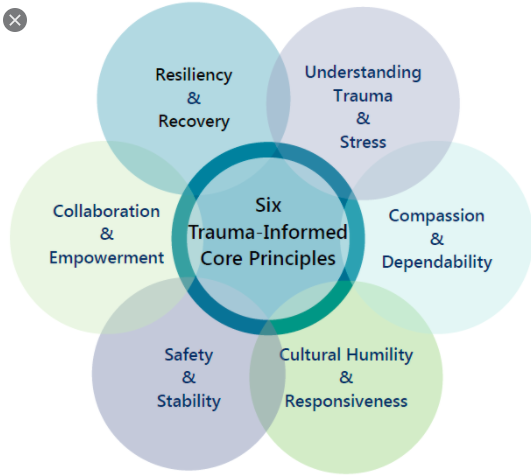 Resiliency
&
Recovery
Understanding
Trauma
&
Stress
Collaboration
&
Empowerment
Six
Trauma-Informed
Core Principles
Compassion
&
Dependability
Safety
&
Stability
Cultural Humility
&
Responsiveness